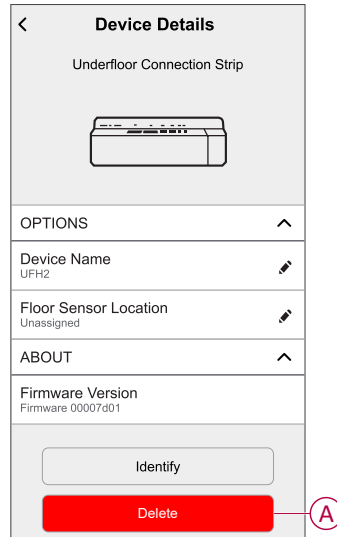 Device Details
Underfloor Connection Strip
OPTIONS
Device Name
UFH2
Floor Sensor Location
Unassigned
ABOUT
Firmware Version
Firmware 00007d01
Identify
Delete
A